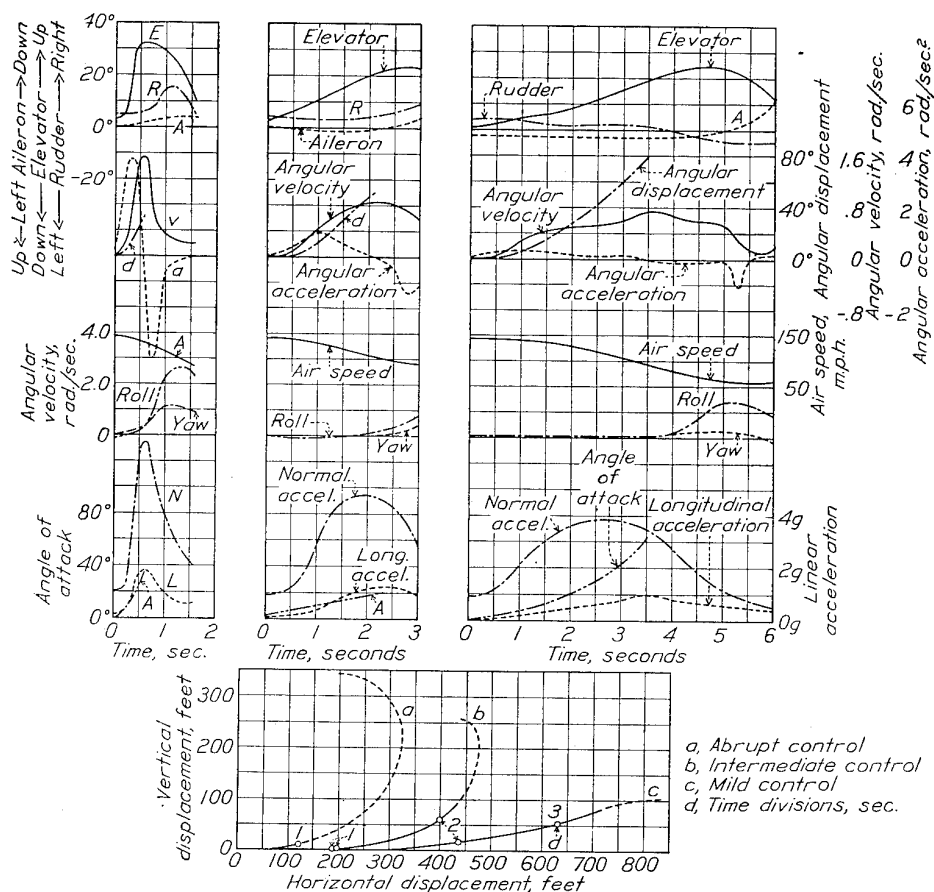 Up<-Left Aileron->Down
Down<-Elevator->Up
Left<-Rudder->Right
40°
20°
0°
-20°
E
R
A
v
d
a
Elevator
R
Aileron
Angular
velocity
d
Angular
acceleration
Elevator
Rudder
A
Angular
displacement
Angular
velocity
Angular
acceleration
Angular displacement
80°
40°
0°
Angular velocity, rad./sec.
1.6
.8
0
-.8
Angular acceleration, rad./sec.²
6
4
2
0
-2
Angular
velocity,
rad./sec.
4.0
2.0
0
A
Roll
Yaw
Air speed
Roll
Yaw
Air speed
Roll
Yaw
Air speed,
m.p.h.
150
50
Angle of
attack
80°
40°
0°
N
L
A
Normal
accel.
Long.
accel.
A
Angle
of
attack
Normal
accel.
Longitudinal
acceleration
4g
2g
0g
Linear
acceleration
0 1 2
Time, sec.
0 1 2 3
Time, seconds
0 1 2 3 4 5 6
Time, seconds
Vertical
displacement, feet
300
200
100
0
a
b
c
1
1
2
3
d
0 100 200 300 400 500 600 700 800
Horizontal displacement, feet
a, Abrupt control
b, Intermediate control
c, Mild control
d, Time divisions, sec.